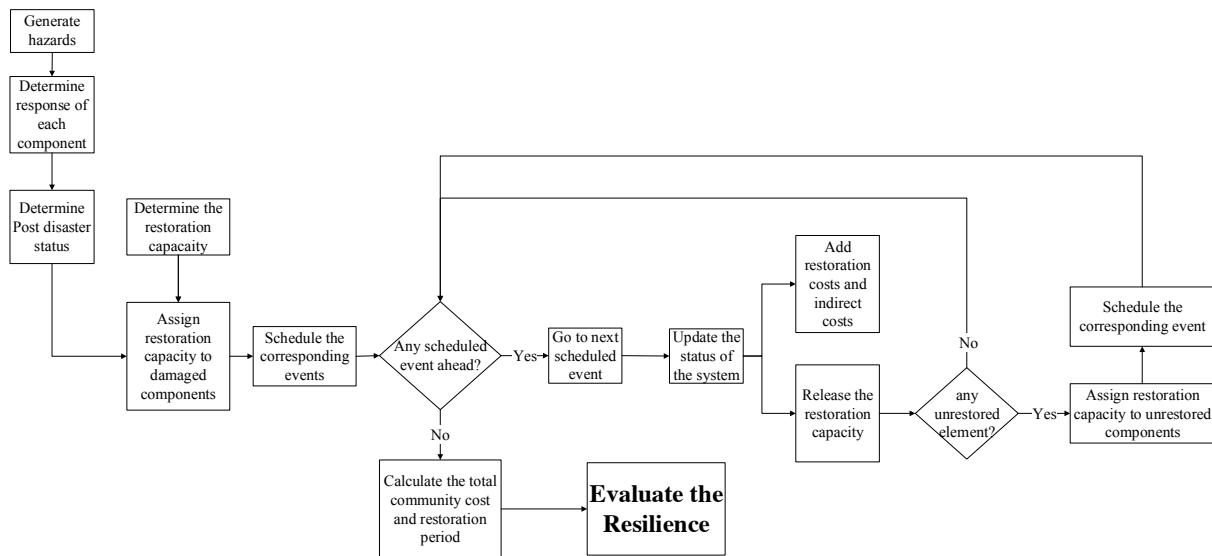 Generate
hazards
Determine
response of
each
component
Determine
Post disaster
status
Determine the
restoration
capacaity
Assign
restoration
capacity to
damaged
components
Schedule the
corresponding
events
Any scheduled
event ahead?
Yes
Go to next
scheduled
event
Update the
status of
the system
Add
restoration
costs and
indirect costs
Release the
restoration
capacity
any
unrestored
element?
No
Yes
Assign restoration
capacity to unrestored
components
Schedule the
corresponding event
No
Calculate the total
community cost
and restoration
period
Evaluate the
Resilience